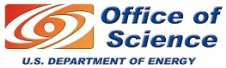 Office of
Science
U.S. DEPARTMENT OF ENERGY